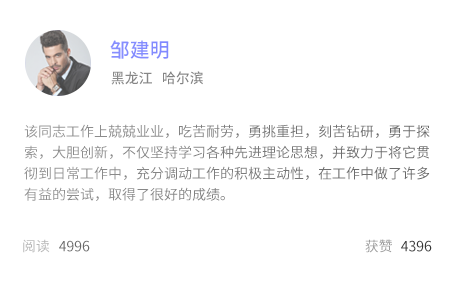 邹建明
黑龙江 哈尔滨
该同志工作上兢兢业业，吃苦耐劳，勇挑重担，刻苦钻研，勇于探
索，大胆创新，不仅坚持学习各种先进理论思想，并致力于将它贯
彻到日常工作中，充分调动工作的积极主动性，在工作中做了许多
有益的尝试，取得了很好的成绩。
阅读 4996 获赞 4396